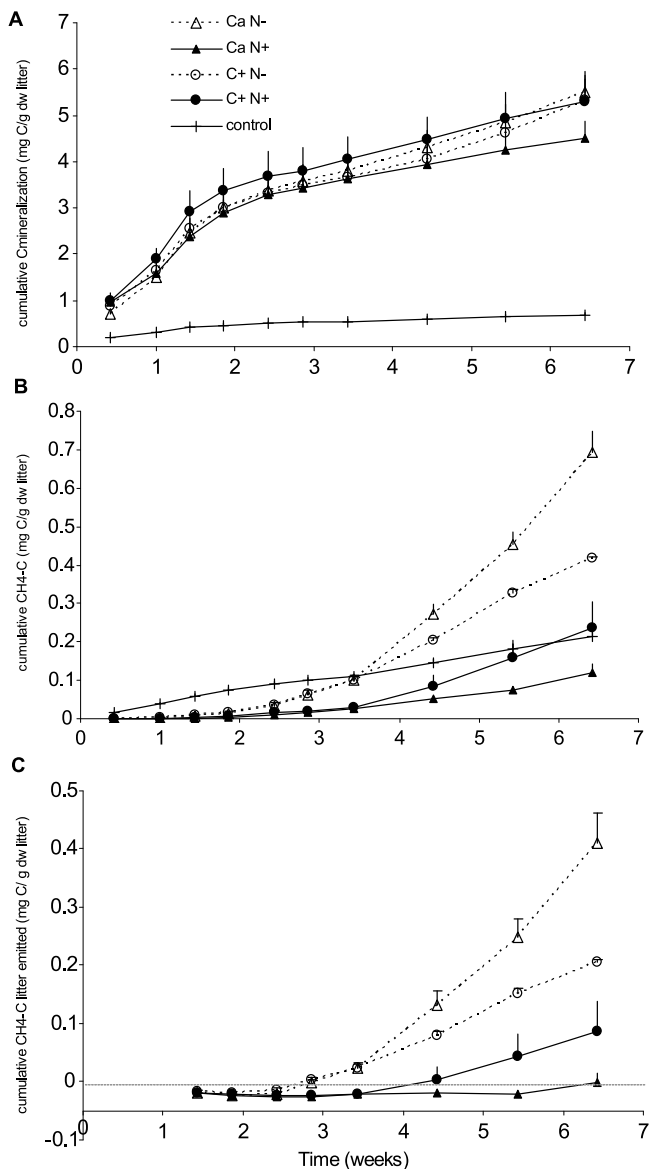 A
Ca N-
Ca N+
C+ N-
C+ N+
control
cumulative Cmineralization (mg C/g dw litter)
7
6
5
4
3
2
1
0
0 1 2 3 4 5 6 7
B
cumulative CH4-C (mg C/g dw litter)
0.8
0.7
0.6
0.5
0.4
0.3
0.2
0.1
0
0 1 2 3 4 5 6 7
C
cumulative CH4-C litter emitted (mg C/ g dw litter)
0.5
0.4
0.3
0.2
0.1
0
-0.1
0 1 2 3 4 5 6 7
Time (weeks)